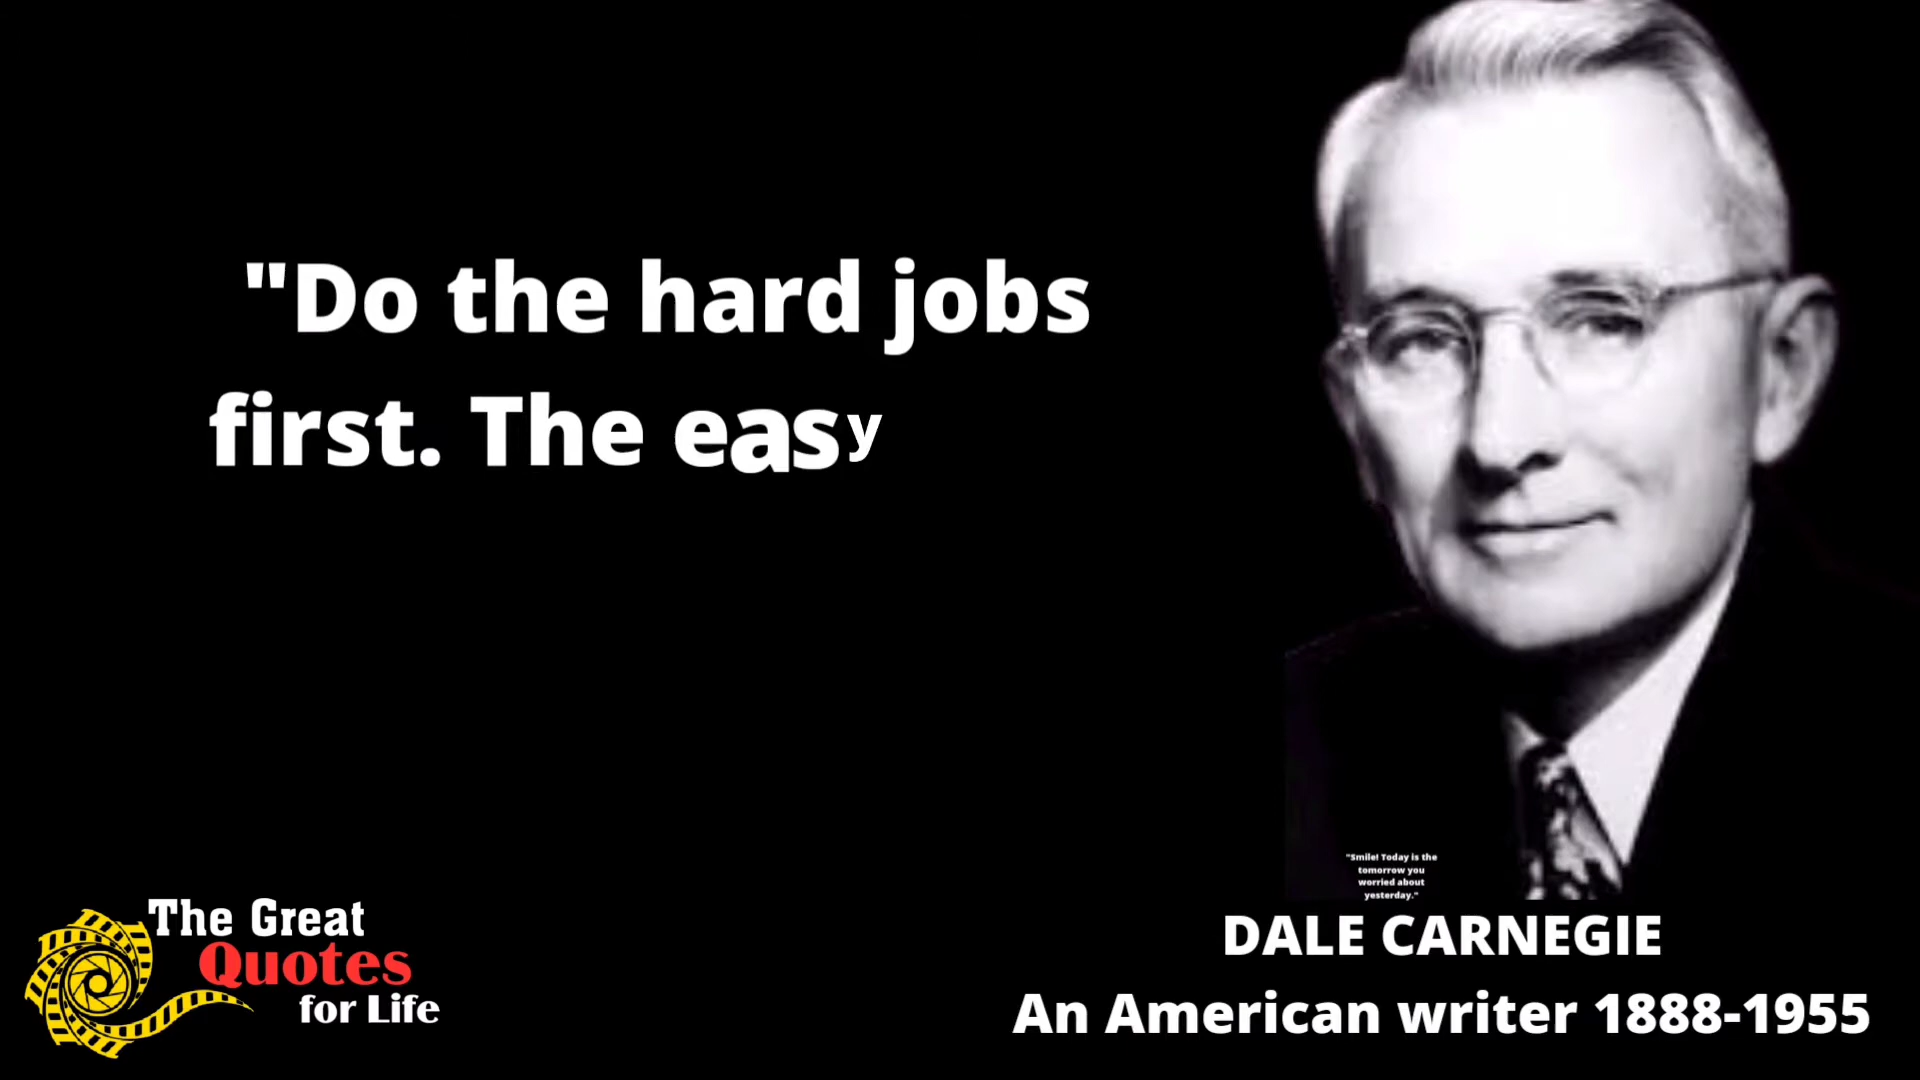 "Do the hard jobs
first. The easy
"Smile! Today is the
tomorrow you
worried about
yesterday."
The Great
Quotes
for Life
DALE CARNEGIE
An American writer 1888-1955